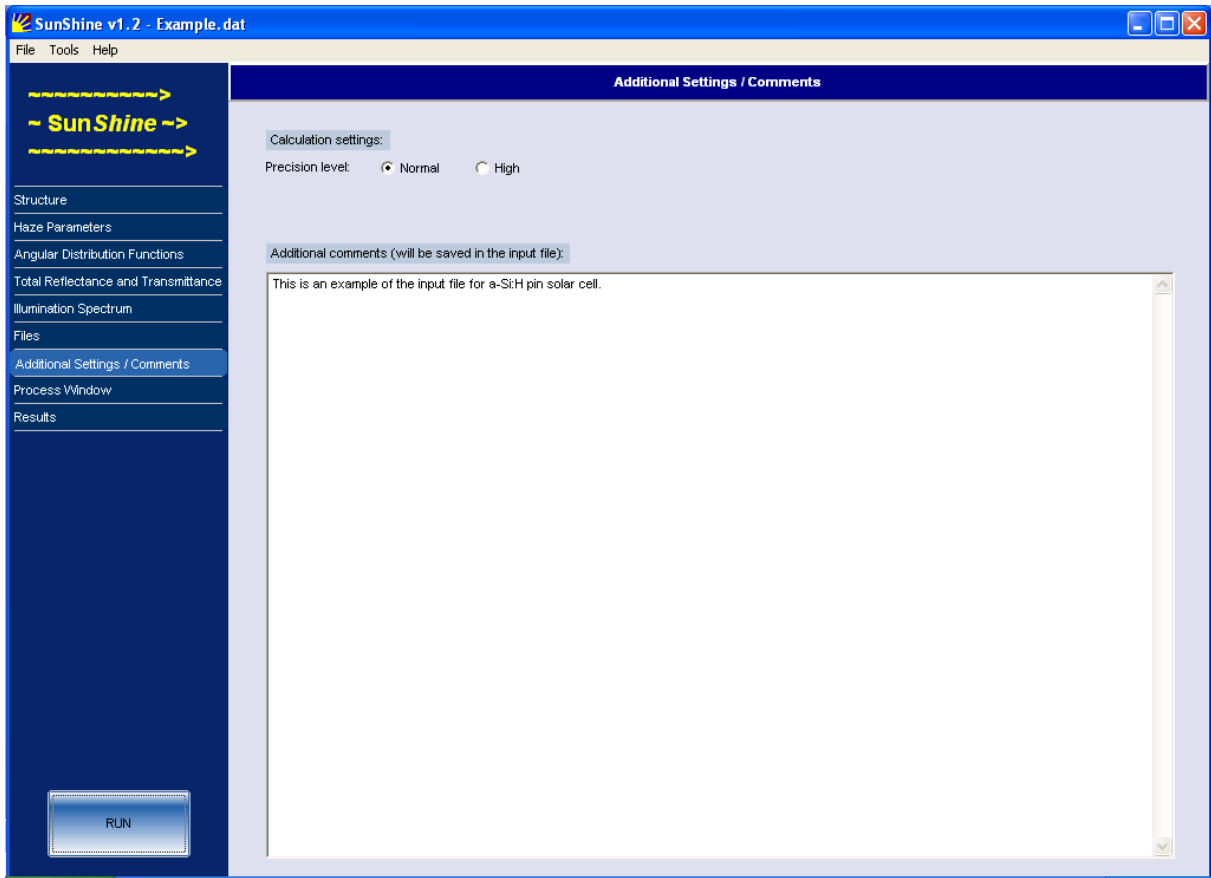 SunShine v1.2 - Example.dat
File Tools Help
~~~~~~~~~~>
~ SunShine ~>
~~~~~~~~~~~~>
Structure
Haze Parameters
Angular Distribution Functions
Total Reflectance and Transmittance
Illumination Spectrum
Files
Additional Settings / Comments
Process Window
Results
RUN
Additional Settings / Comments
Calculation settings:
Precision level: Normal High
Additional comments (will be saved in the input file):
This is an example of the input file for a-Si:H pin solar cell.